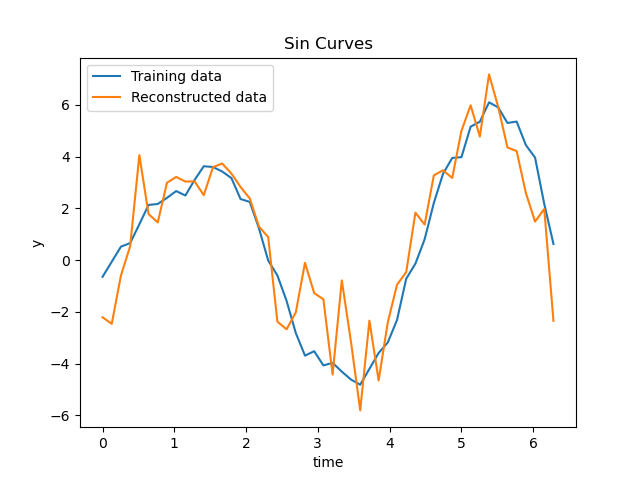 Sin Curves
Training data
Reconstructed data
6
4
2
0
−2
−4
−6
y
0 1 2 3 4 5 6
time